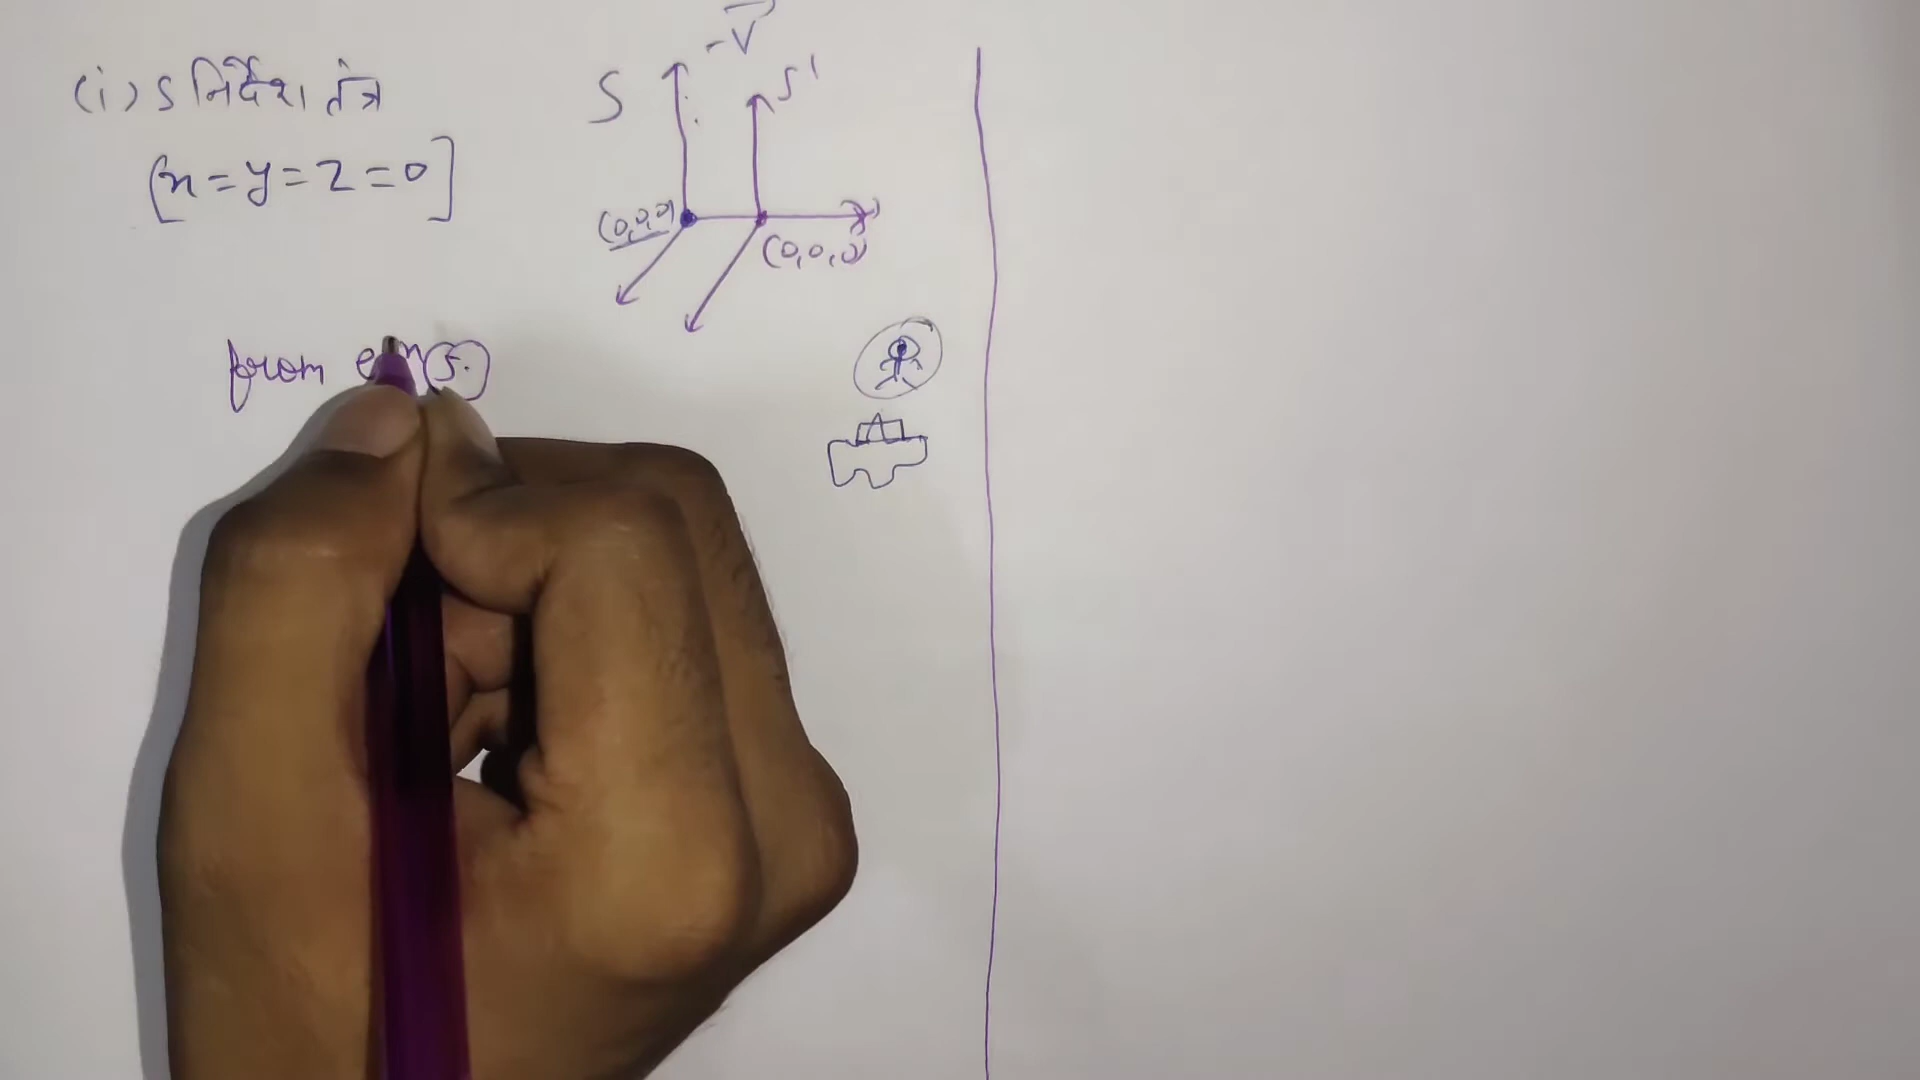 (i) S निर्देश तंत्र
[x=y=z=0]
-V
S
S'
(0,0,0)
(0,0,0)
from eqn (5.)